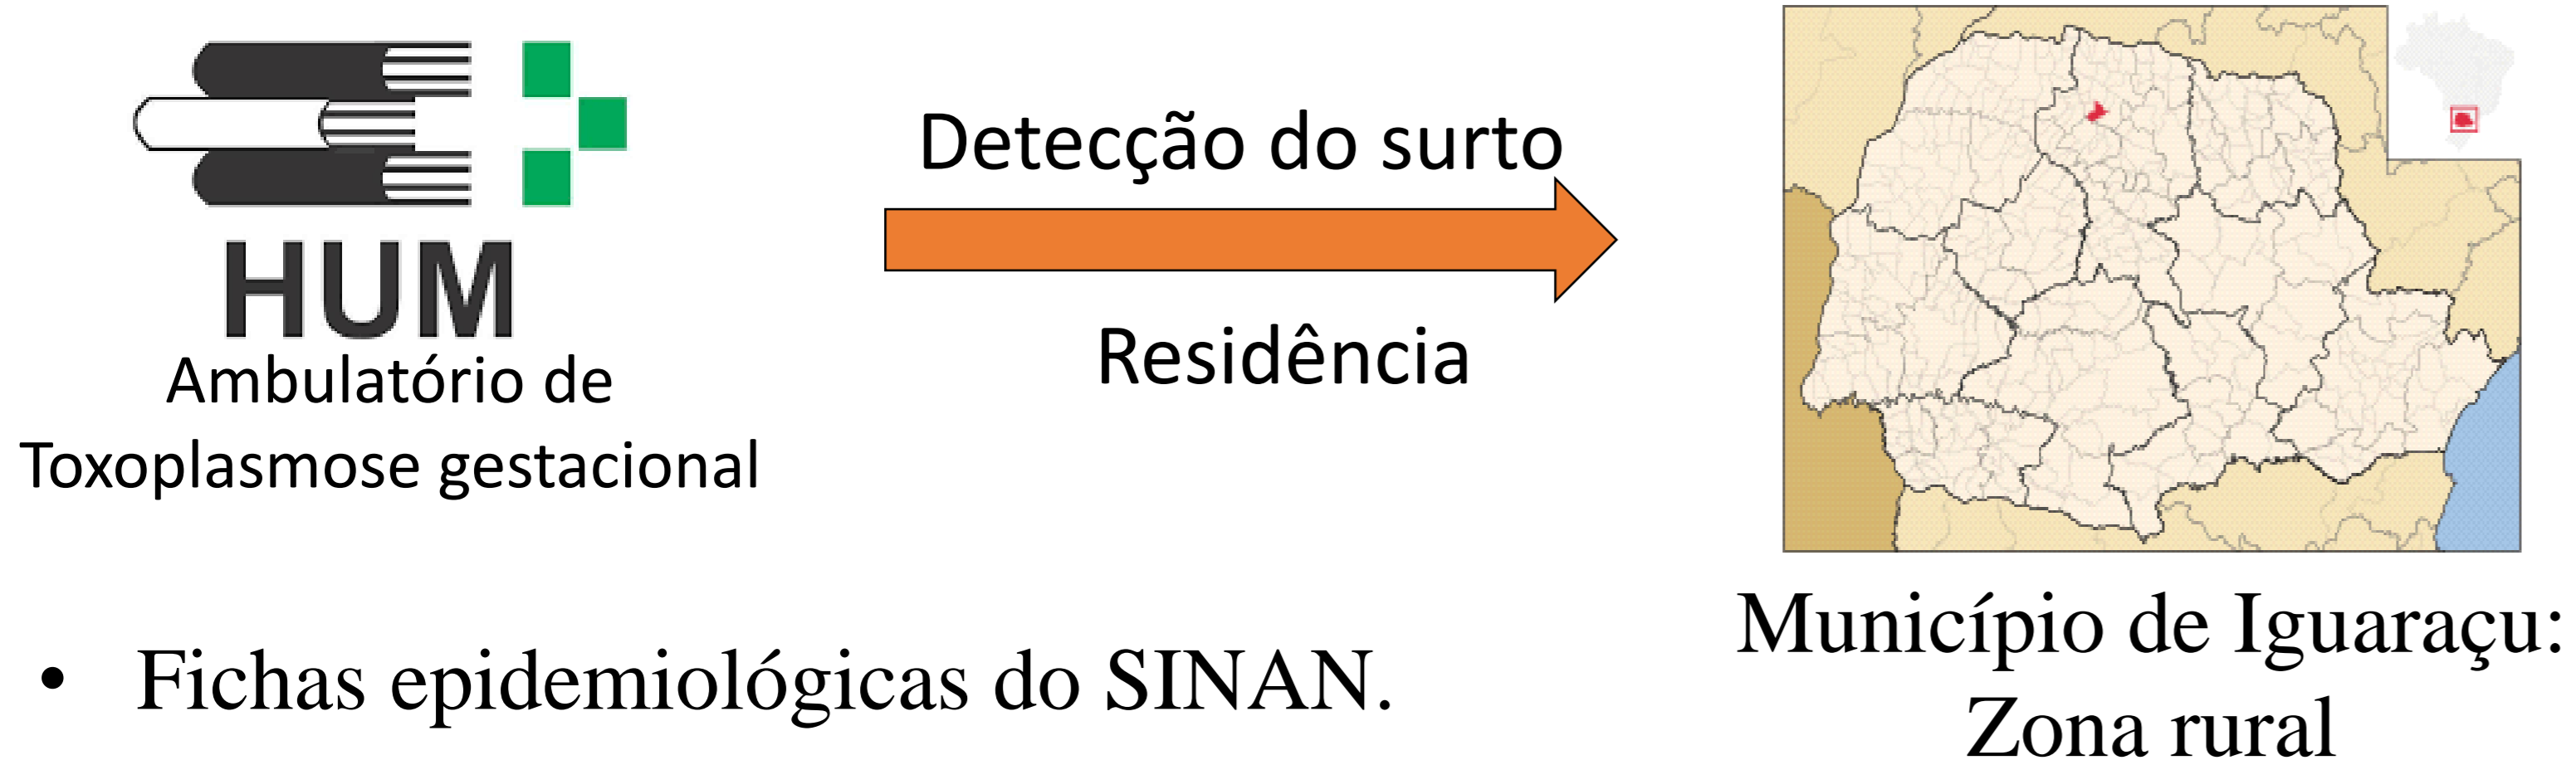 HUM
Ambulatório de
Toxoplasmose gestacional
Detecção do surto
Residência
Município de Iguaraçu:
Zona rural
• Fichas epidemiológicas do SINAN.